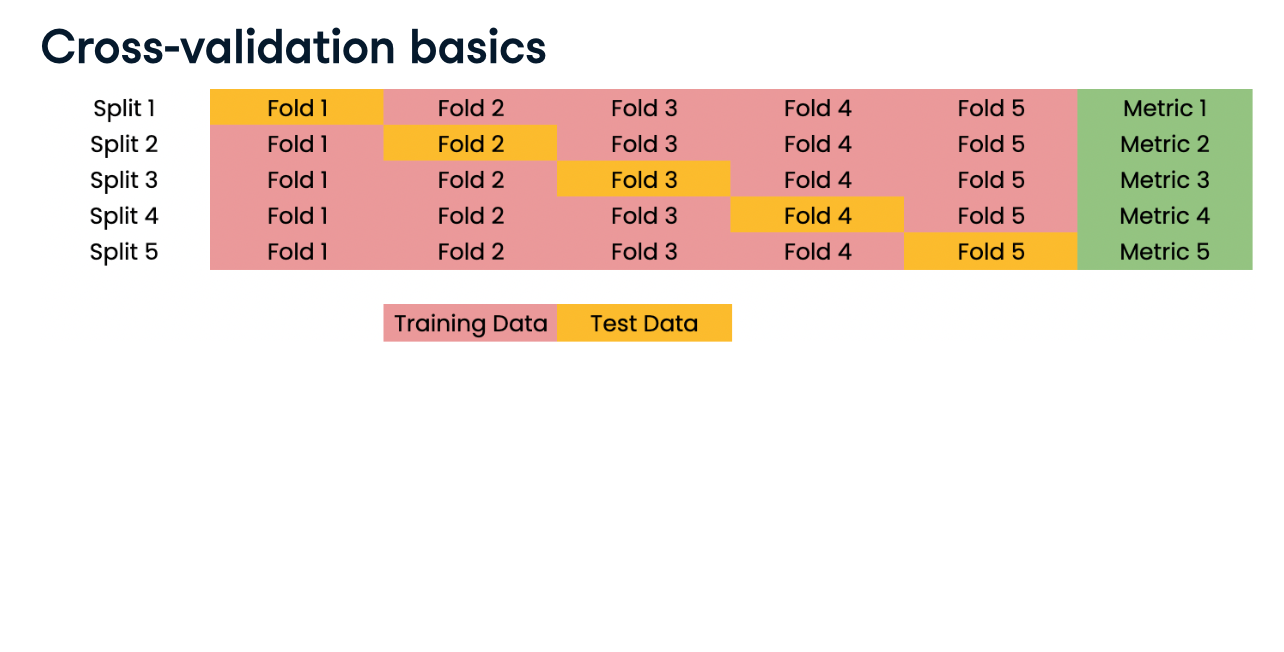 Cross-validation basics
Split 1 Fold 1 Fold 2 Fold 3 Fold 4 Fold 5 Metric 1
Split 2 Fold 1 Fold 2 Fold 3 Fold 4 Fold 5 Metric 2
Split 3 Fold 1 Fold 2 Fold 3 Fold 4 Fold 5 Metric 3
Split 4 Fold 1 Fold 2 Fold 3 Fold 4 Fold 5 Metric 4
Split 5 Fold 1 Fold 2 Fold 3 Fold 4 Fold 5 Metric 5
Training Data Test Data